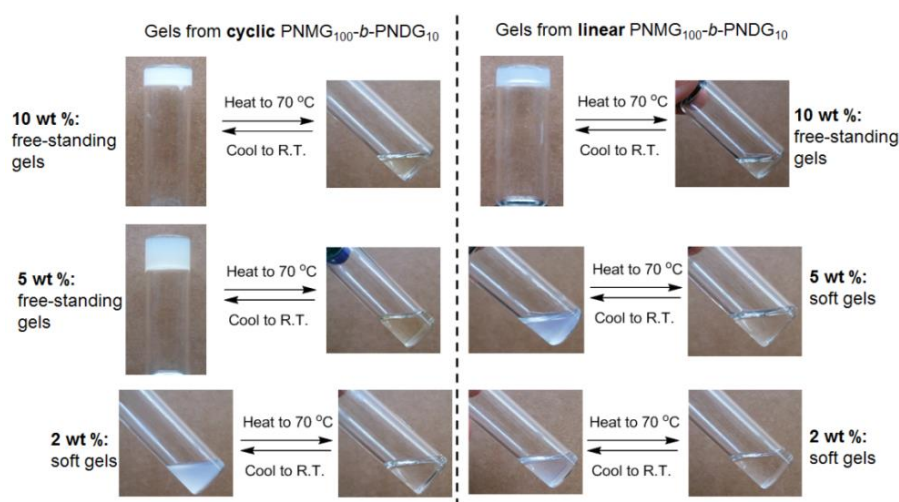 Gels from cyclic PNMG₁₀₀-b-PNDG₁₀
10 wt %:
free-standing
gels
Heat to 70 °C
Cool to R.T.
5 wt %:
free-standing
gels
Heat to 70 °C
Cool to R.T.
2 wt %:
soft gels
Heat to 70 °C
Cool to R.T.
Gels from linear PNMG₁₀₀-b-PNDG₁₀
Heat to 70 °C
Cool to R.T.
10 wt %:
free-standing
gels
Heat to 70 °C
Cool to R.T.
5 wt %:
soft gels
Heat to 70 °C
Cool to R.T.
2 wt %:
soft gels